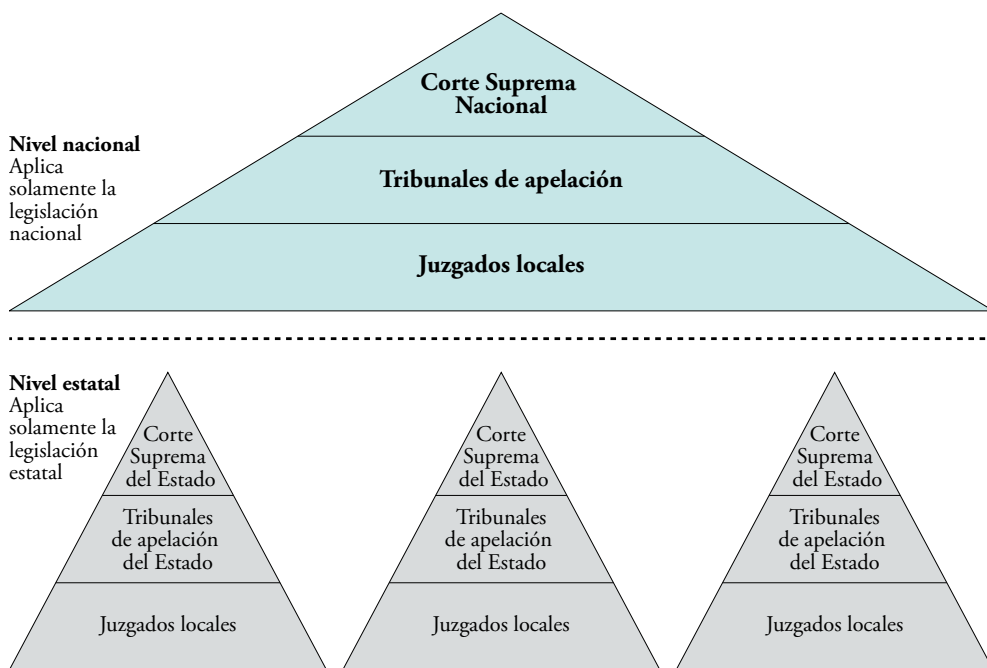 Corte Suprema
Nacional
Nivel nacional
Aplica
solamente la
legislación
nacional
Tribunales de apelación
Juzgados locales
Nivel estatal
Aplica
solamente la
legislación
estatal
Corte
Suprema
del Estado
Tribunales
de apelación
del Estado
Juzgados locales
Corte
Suprema
del Estado
Tribunales
de apelación
del Estado
Juzgados locales
Corte
Suprema
del Estado
Tribunales
de apelación
del Estado
Juzgados locales